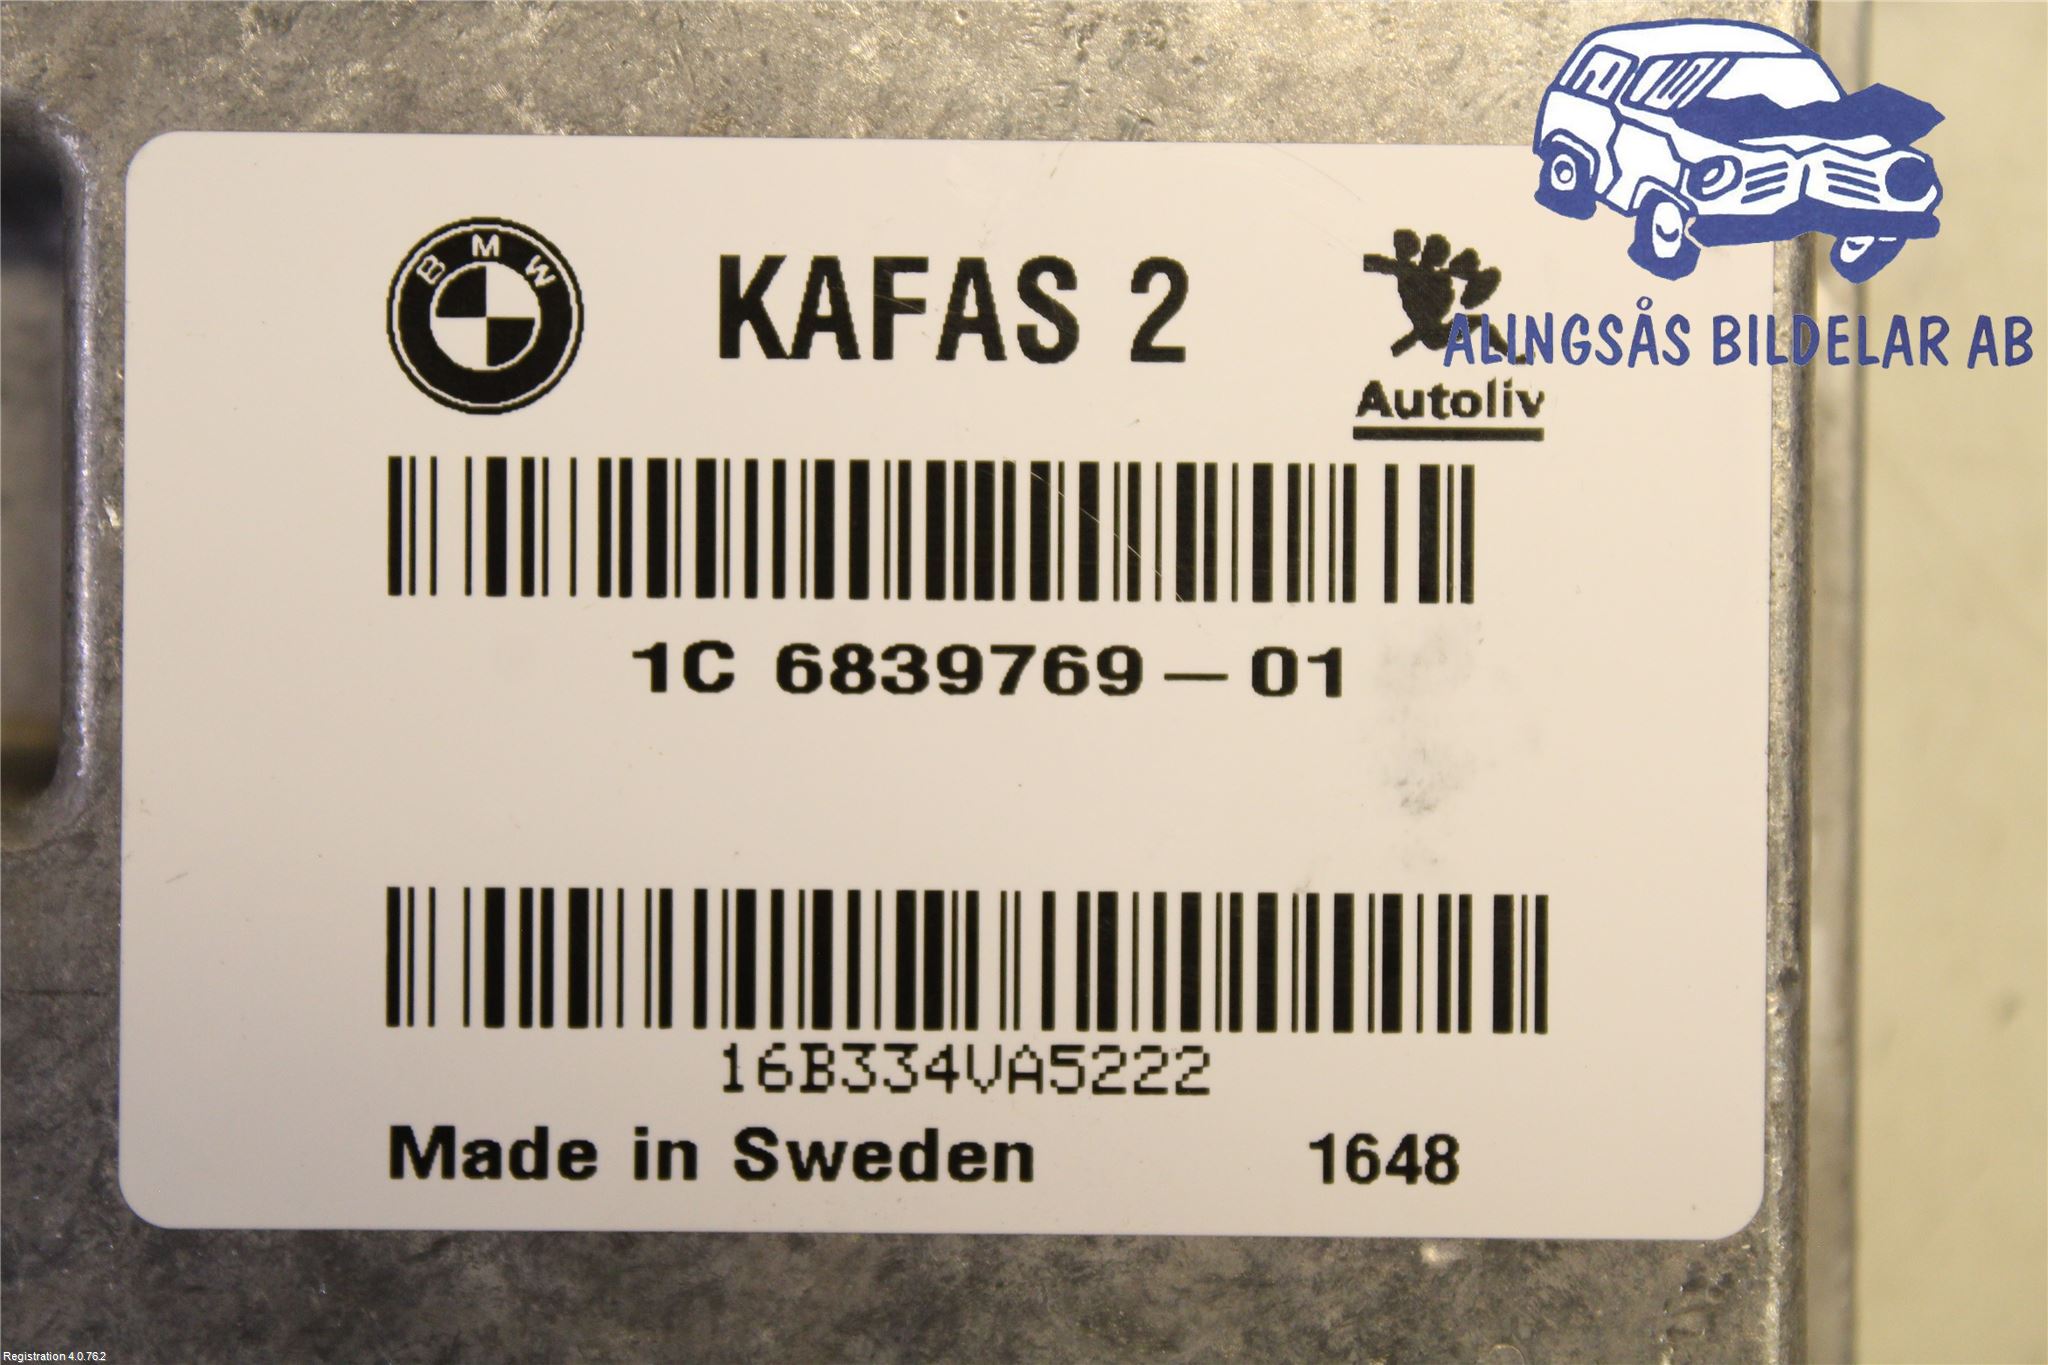 BMW
KAFAS 2
ALINGSÅS BILDELAR AB
Autoliv
1C 6839769-01
16B334VA5222
Made in Sweden 1648
Registration 4.0.76.2